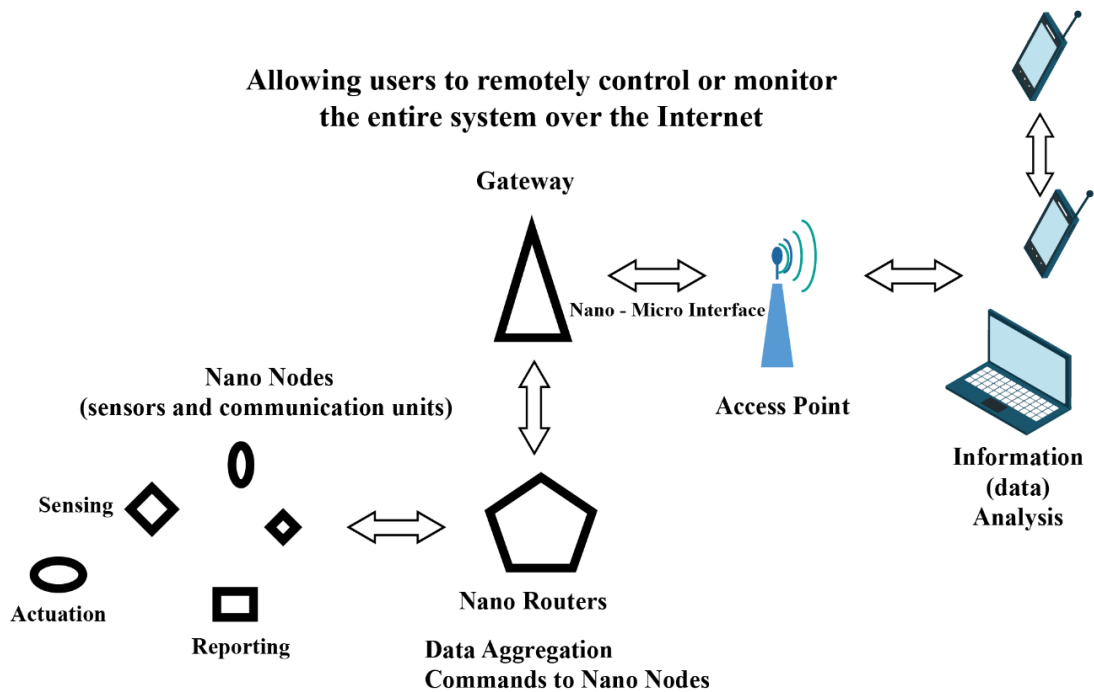 Allowing users to remotely control or monitor
the entire system over the Internet
Gateway
Nano - Micro Interface
Access Point
Nano Nodes
(sensors and communication units)
Sensing
Actuation
Reporting
Nano Routers
Data Aggregation
Commands to Nano Nodes
Information
(data)
Analysis